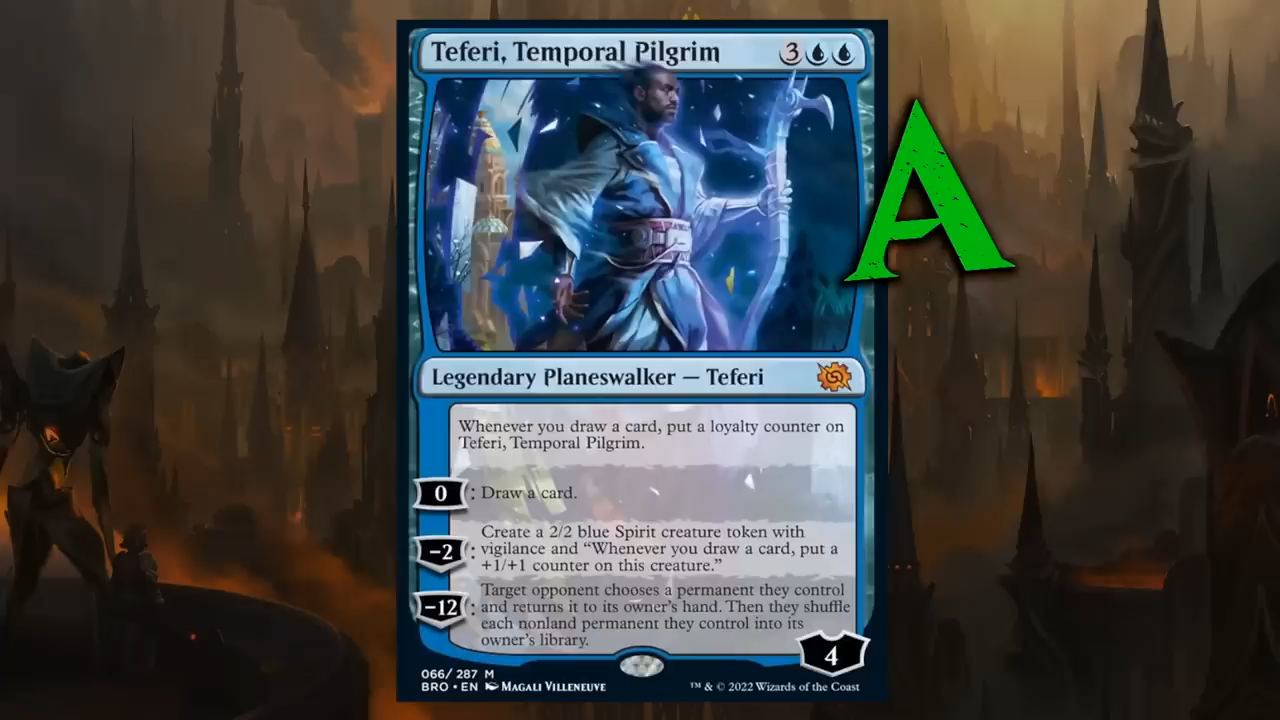 Teferi, Temporal Pilgrim 3
A
Legendary Planeswalker — Teferi
Whenever you draw a card, put a loyalty counter on
Teferi, Temporal Pilgrim.
0 : Draw a card.
Create a 2/2 blue Spirit creature token with
−2 : vigilance and “Whenever you draw a card, put a
+1/+1 counter on this creature.”
Target opponent chooses a permanent they control
−12 : and returns it to its owner's hand. Then they shuffle
each nonland permanent they control into its
owner's library.
4
066/287 M
BRO • EN MAGALI VILLENEUVE
™ & © 2022 Wizards of the Coast